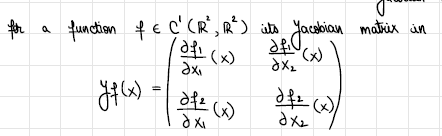 for a function f ∈ C¹(ℝ², ℝ²) its Jacobian matrix in
Jf(x) = ( ∂f₁/∂x₁ (x) ∂f₁/∂x₂ (x)
∂f₂/∂x₁ (x) ∂f₂/∂x₂ (x) )